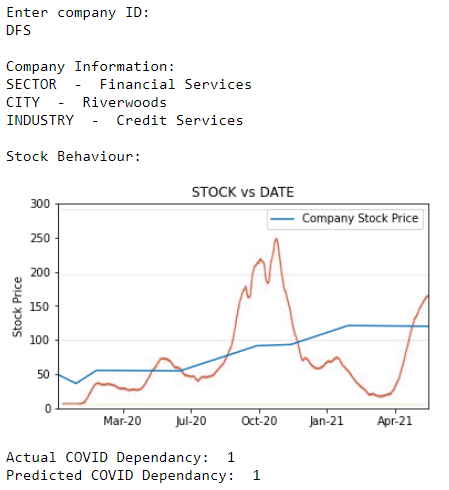 Enter company ID:
DFS
Company Information:
SECTOR  -  Financial Services
CITY  -  Riverwoods
INDUSTRY  -  Credit Services
Stock Behaviour:
STOCK vs DATE
Company Stock Price
Stock Price
300
250
200
150
100
50
0
Mar-20 Jul-20 Oct-20 Jan-21 Apr-21
Actual COVID Dependancy:  1
Predicted COVID Dependancy:  1